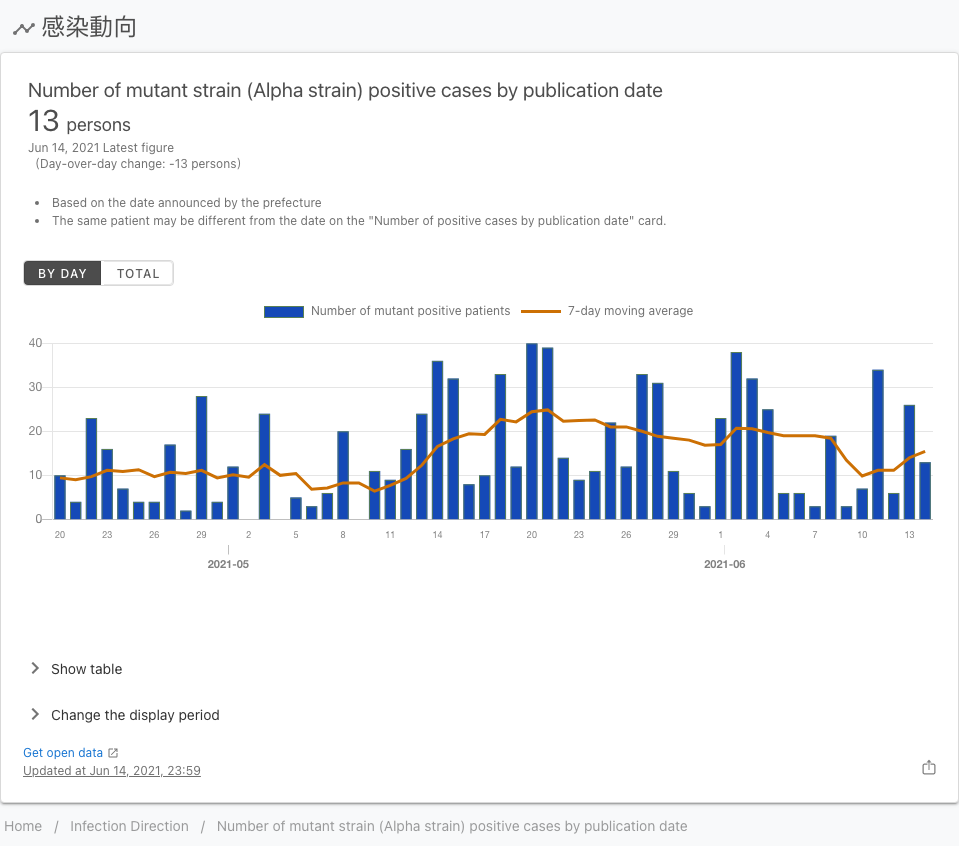 感染動向
Number of mutant strain (Alpha strain) positive cases by publication date
13 persons
Jun 14, 2021 Latest figure
(Day-over-day change: -13 persons)
Based on the date announced by the prefecture
The same patient may be different from the date on the "Number of positive cases by publication date" card.
BY DAY TOTAL
Number of mutant positive patients 7-day moving average
40
30
20
10
0
20 23 26 29 2 5 8 11 14 17 20 23 26 29 1 4 7 10 13
2021-05 2021-06
Show table
Change the display period
Get open data
Updated at Jun 14, 2021, 23:59
Home / Infection Direction / Number of mutant strain (Alpha strain) positive cases by publication date